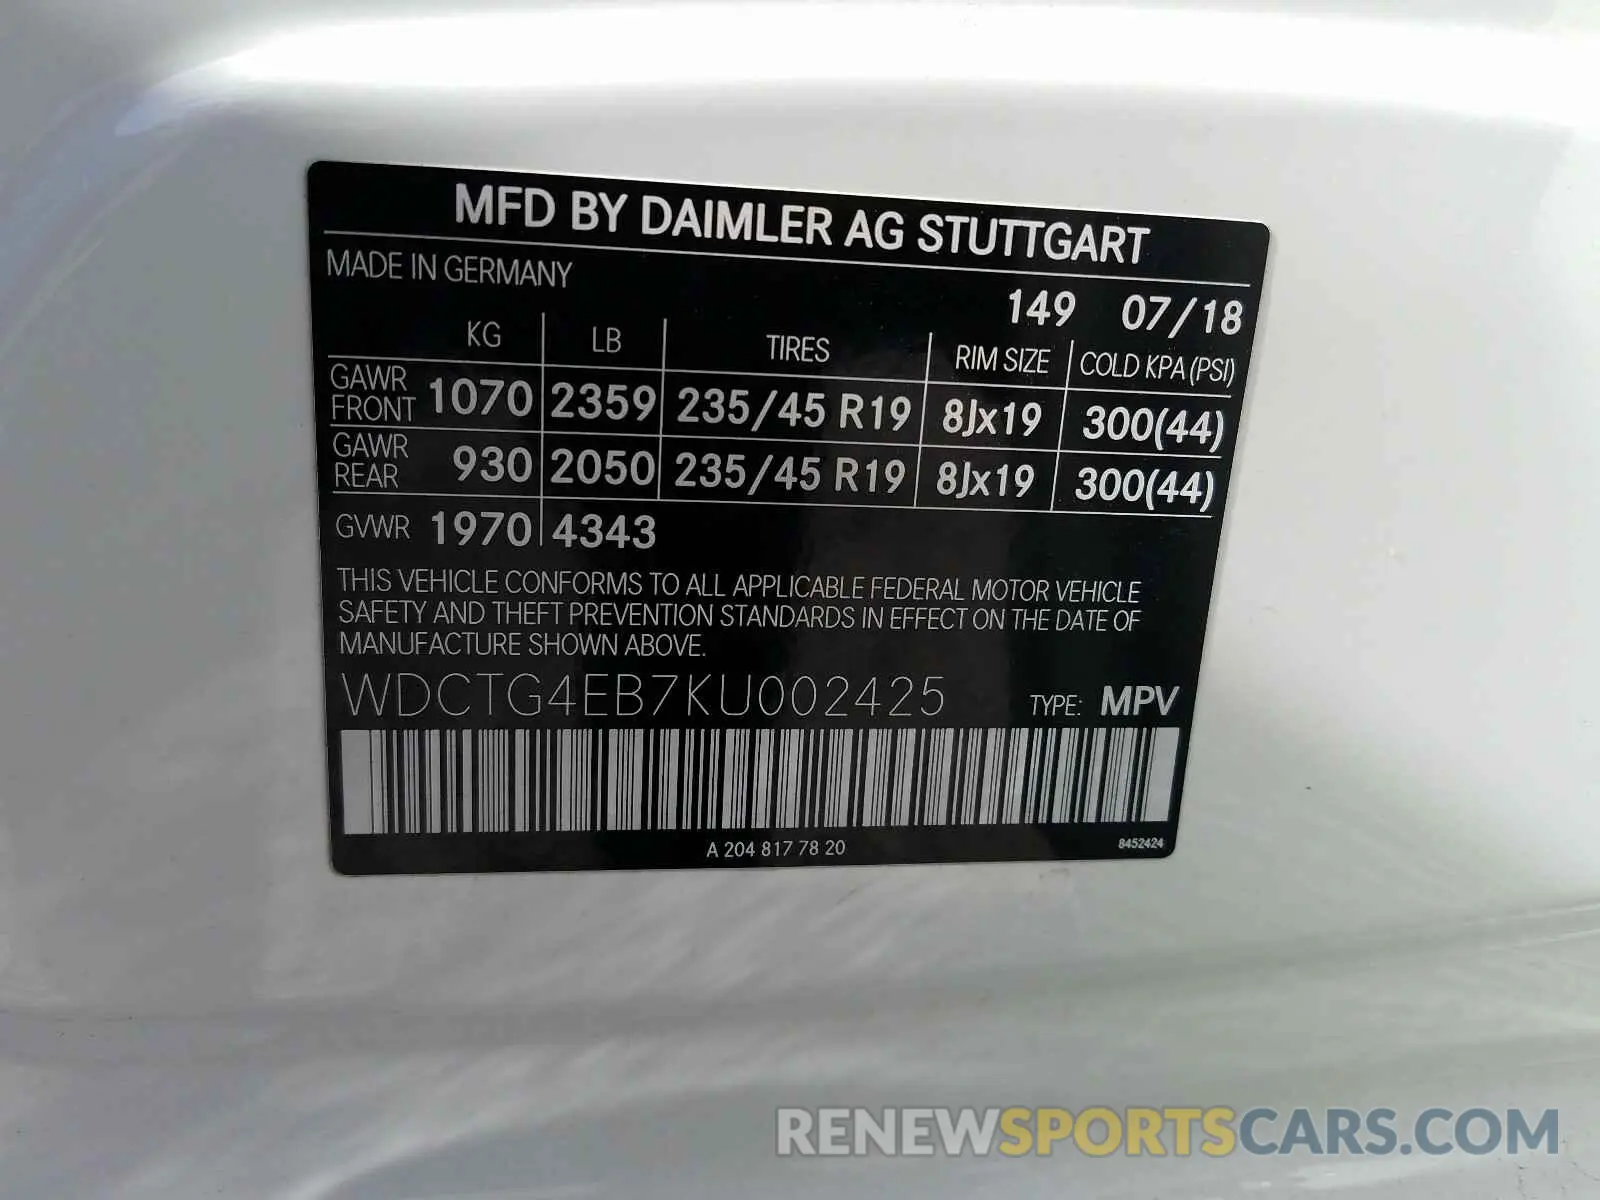 MFD BY DAIMLER AG STUTTGART
MADE IN GERMANY
149 07/18
KG LB TIRES RIM SIZE COLD KPA (PSI)
GAWR FRONT 1070 2359 235/45 R19 8Jx19 300(44)
GAWR REAR 930 2050 235/45 R19 8Jx19 300(44)
GVWR 1970 4343
THIS VEHICLE CONFORMS TO ALL APPLICABLE FEDERAL MOTOR VEHICLE
SAFETY AND THEFT PREVENTION STANDARDS IN EFFECT ON THE DATE OF
MANUFACTURE SHOWN ABOVE.
WDCTG4EB7KU002425 TYPE: MPV
A 204 817 78 20 8452424
RENEWSPORTSCARS.COM